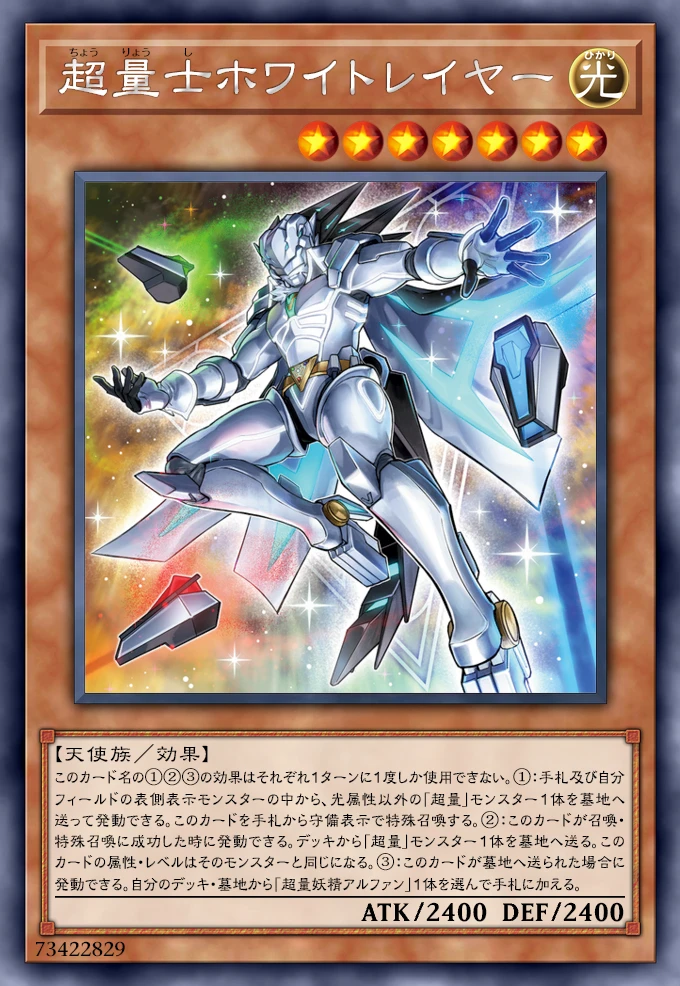 ちょう りょう し
超量士ホワイトレイヤー
ひかり
光
【天使族／効果】
このカード名の①②③の効果はそれぞれ1ターンに1度しか使用できない。①：手札及び自分
フィールドの表側表示モンスターの中から、光属性以外の「超量」モンスター1体を墓地へ
送って発動できる。このカードを手札から守備表示で特殊召喚する。②：このカードが召喚・
特殊召喚に成功した時に発動できる。デッキから「超量」モンスター1体を墓地へ送る。この
カードの属性・レベルはそのモンスターと同じになる。③：このカードが墓地へ送られた場合に
発動できる。自分のデッキ・墓地から「超量妖精アルファン」1体を選んで手札に加える。
ATK/2400 DEF/2400
73422829